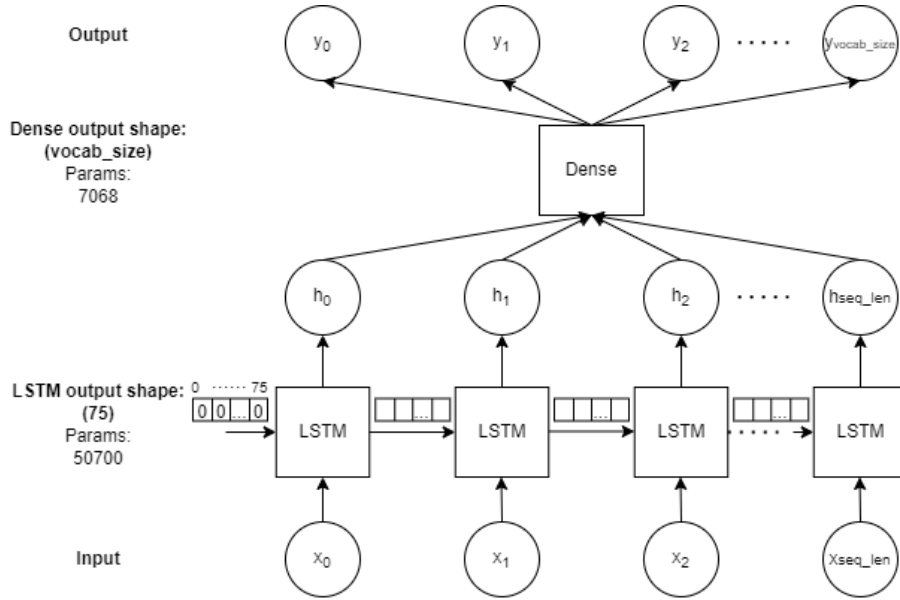 Output
y0
y1
y2
.....
yvocab_size
Dense output shape:
(vocab_size)
Params:
7068
Dense
h0
h1
h2
.....
hseq_len
LSTM output shape:
(75)
Params:
50700
0 ...... 75
0 0 ... 0
LSTM
...
LSTM
...
LSTM
...
.....
LSTM
Input
x0
x1
x2
xseq_len